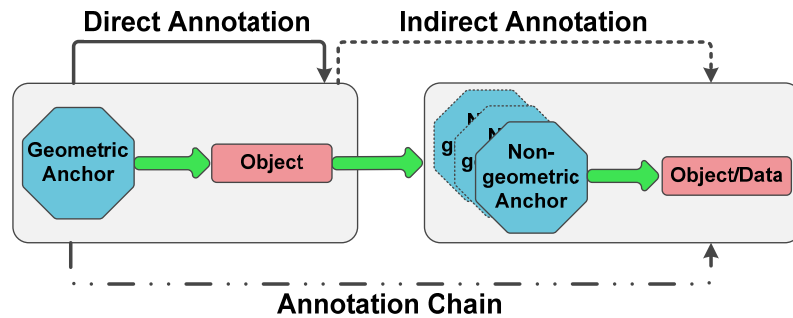 Direct Annotation
Indirect Annotation
Geometric
Anchor
Object
N
g
N
g
Non-
geometric
Anchor
Object/Data
Annotation Chain